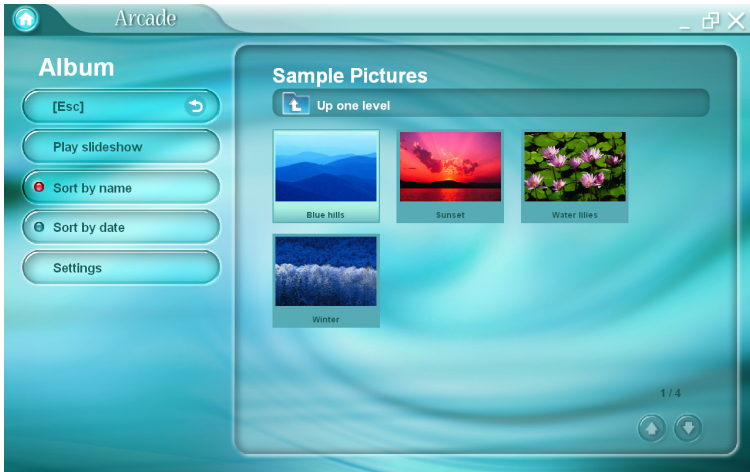 Arcade
Album
[Esc]
Play slideshow
Sort by name
Sort by date
Settings
Sample Pictures
Up one level
Blue hills
Sunset
Water lilies
Winter
1 / 4